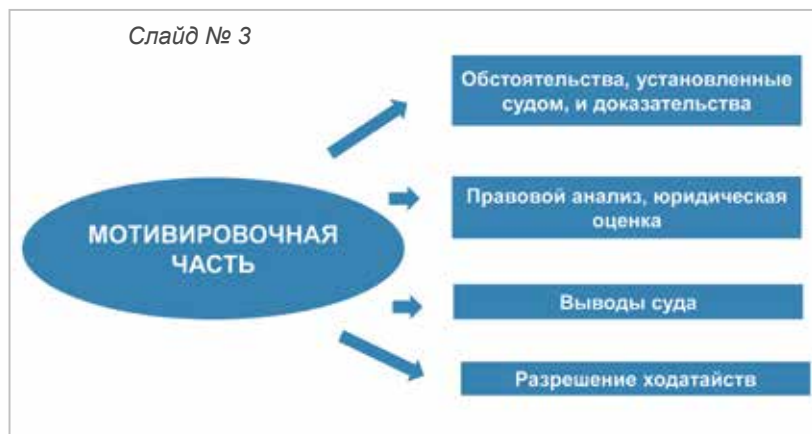 Слайд № 3
Обстоятельства, установленные
судом, и доказательства
Правовой анализ, юридическая
оценка
МОТИВИРОВОЧНАЯ
ЧАСТЬ
Выводы суда
Разрешение ходатайств